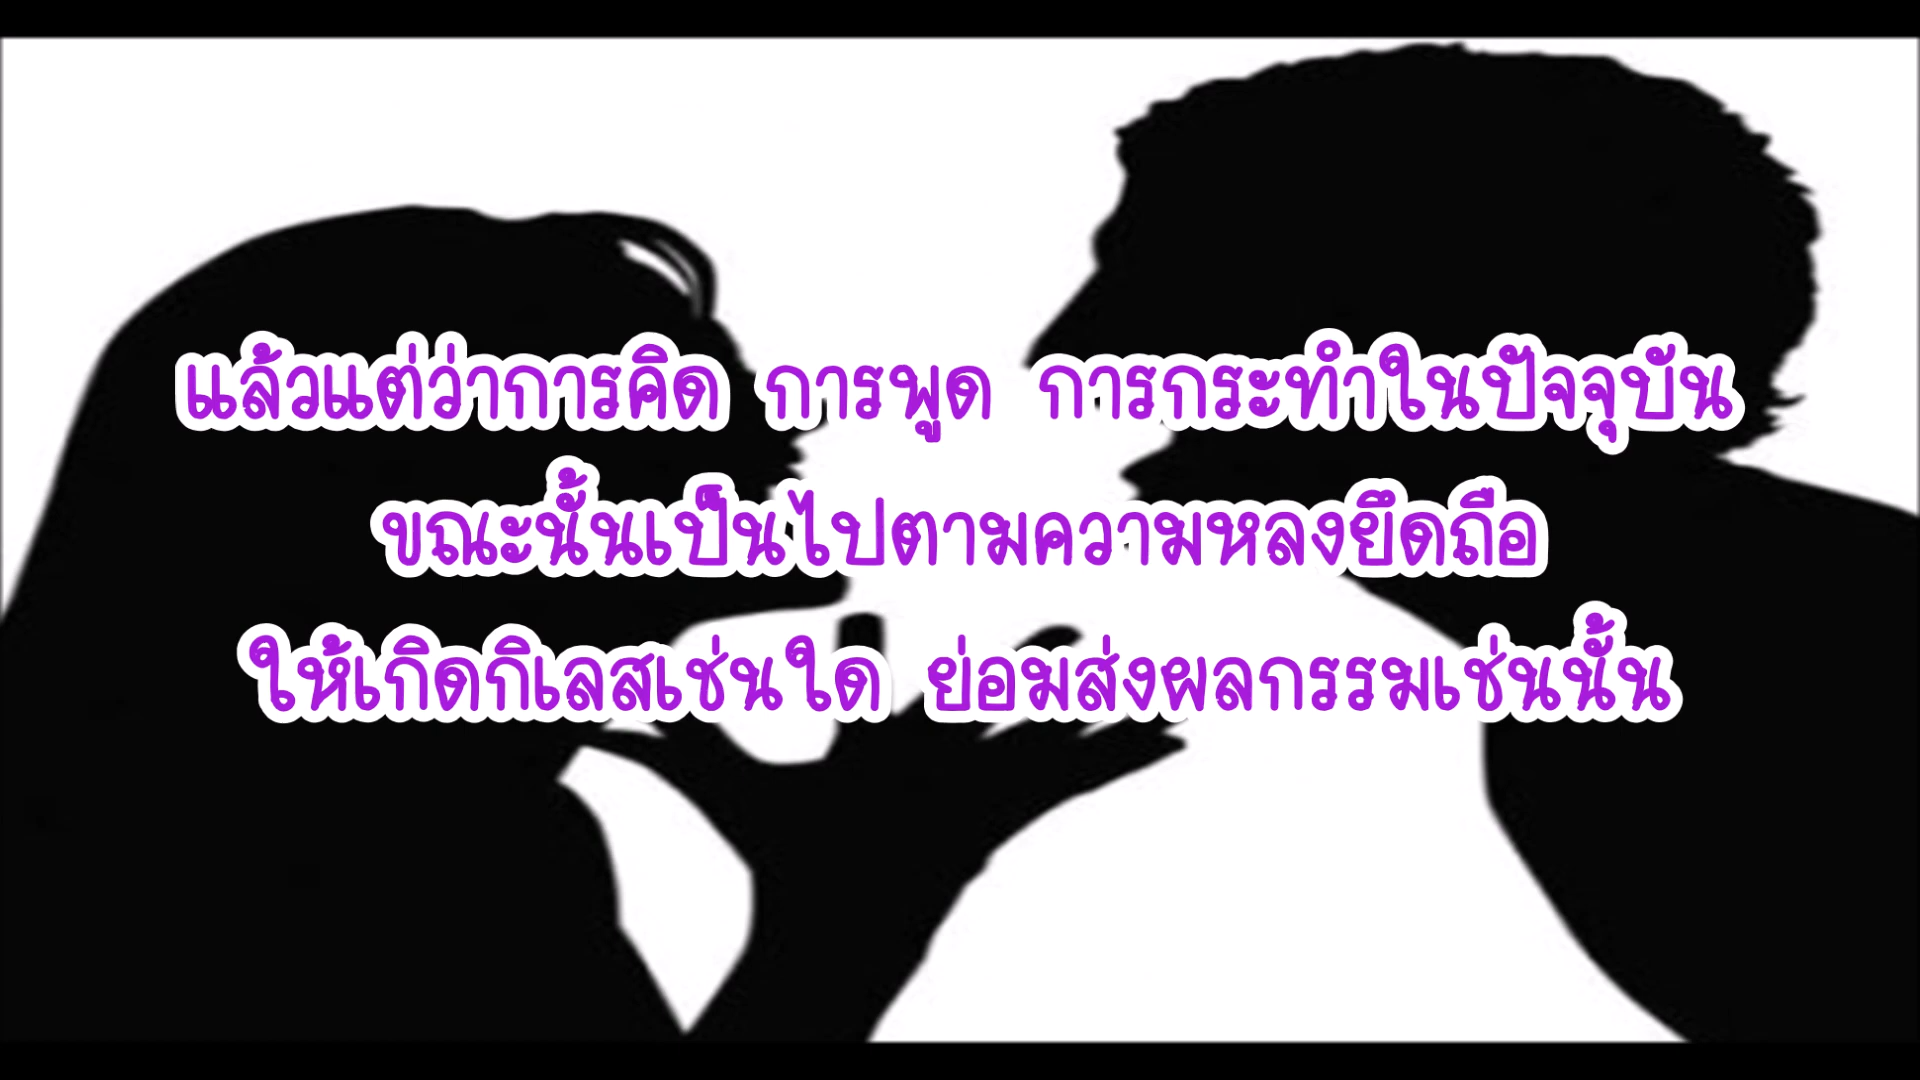 แล้วแต่ว่าการคิด การพูด การกระทำในปัจจุบัน
ขณะนั้นเป็นไปตามความหลงยึดถือ
ให้เกิดกิเลสเช่นใด ย่อมส่งผลกรรมเช่นนั้น